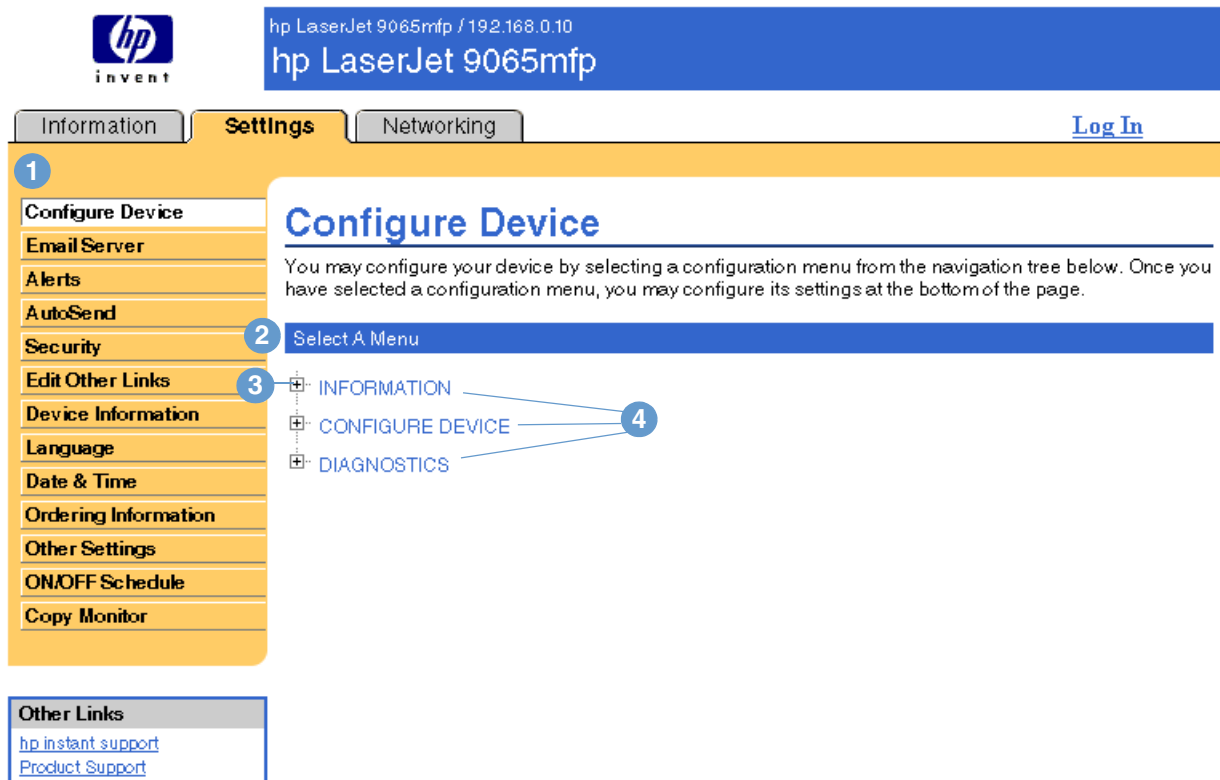 hp
invent
hp LaserJet 9065mfp / 192.168.0.10
hp LaserJet 9065mfp
Information
Settings
Networking
Log In
1
Configure Device
Email Server
Alerts
AutoSend
Security
Edit Other Links
Device Information
Language
Date & Time
Ordering Information
Other Settings
ON/OFF Schedule
Copy Monitor
Other Links
hp instant support
Product Support
Configure Device
You may configure your device by selecting a configuration menu from the navigation tree below. Once you
have selected a configuration menu, you may configure its settings at the bottom of the page.
2
Select A Menu
3
INFORMATION
CONFIGURE DEVICE
4
DIAGNOSTICS